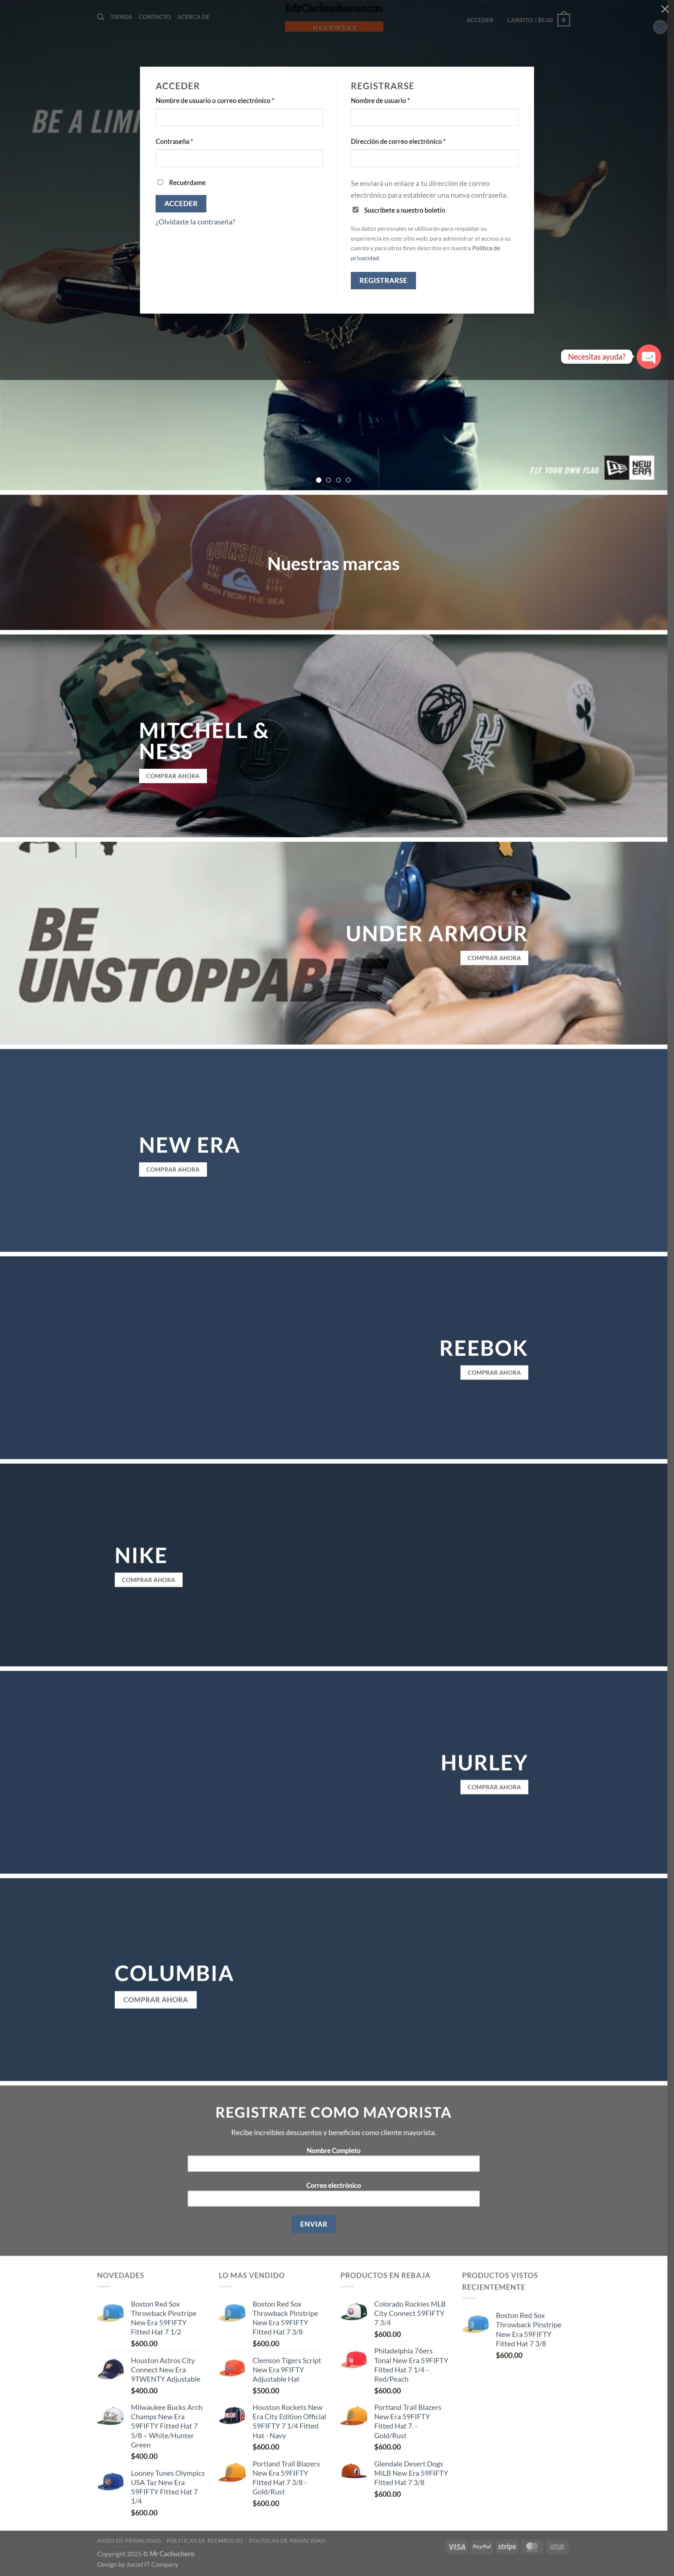 TIENDA CONTACTO ACERCA DE
MrCachuchero.com
HEADWEAR
ACCEDER CARRITO / $0.00 0
BE A LIMI
ACCEDER
Nombre de usuario o correo electrónico *
Contraseña *
Recuérdame
ACCEDER
¿Olvidaste la contraseña?
REGISTRARSE
Nombre de usuario *
Dirección de correo electrónico *
Se enviará un enlace a tu dirección de correo
electrónico para establecer una nueva contraseña.
Suscríbete a nuestro boletín
Sus datos personales se utilizarán para respaldar su
experiencia en este sitio web, para administrar el acceso a su
cuenta y para otros fines descritos en nuestra Política de
privacidad.
REGISTRARSE
Necesitas ayuda?
FLY YOUR OWN FLAG
NEW
ERA
QUIKSILVER
BORN FROM THE SEA
Nuestras marcas
MITCHELL &
NESS
COMPRAR AHORA
BE
UNSTOPPABLE
UNDER ARMOUR
COMPRAR AHORA
NEW ERA
COMPRAR AHORA
REEBOK
COMPRAR AHORA
NIKE
COMPRAR AHORA
HURLEY
COMPRAR AHORA
COLUMBIA
COMPRAR AHORA
REGISTRATE COMO MAYORISTA
Recibe increibles descuentos y beneficios como cliente mayorista.
Nombre Completo
Correo electrónico
ENVIAR
NOVEDADES
Boston Red Sox
Throwback Pinstripe
New Era 59FIFTY
Fitted Hat 7 1/2
$600.00
Houston Astros City
Connect New Era
9TWENTY Adjustable
$400.00
Milwaukee Bucks Arch
Champs New Era
59FIFTY Fitted Hat 7
5/8 – White/Hunter
Green
$400.00
Looney Tunes Olympics
USA Taz New Era
59FIFTY Fitted Hat 7
1/4
$600.00
LO MAS VENDIDO
Boston Red Sox
Throwback Pinstripe
New Era 59FIFTY
Fitted Hat 7 3/8
$600.00
Clemson Tigers Script
New Era 9FIFTY
Adjustable Hat
$500.00
Houston Rockets New
Era City Edition Official
59FIFTY 7 1/4 Fitted
Hat - Navy
$600.00
Portland Trail Blazers
New Era 59FIFTY
Fitted Hat 7 3/8 -
Gold/Rust
$600.00
PRODUCTOS EN REBAJA
Colorado Rockies MLB
City Connect 59FIFTY
7 3/4
$600.00
Philadelphia 76ers
Tonal New Era 59FIFTY
Fitted Hat 7 1/4 -
Red/Peach
$600.00
Portland Trail Blazers
New Era 59FIFTY
Fitted Hat 7. -
Gold/Rust
$600.00
Glendale Desert Dogs
MiLB New Era 59FIFTY
Fitted Hat 7 3/8
$600.00
PRODUCTOS VISTOS
RECIENTEMENTE
Boston Red Sox
Throwback Pinstripe
New Era 59FIFTY
Fitted Hat 7 3/8
$600.00
AVISO DE PRIVACIDAD POLITICAS DE REEMBOLSO POLITICAS DE PRIVACIDAD
Copyright 2025 © Mr Cachuchero
Design by Jucod IT Company
VISA PayPal stripe MasterCard CASH ON DELIVERY